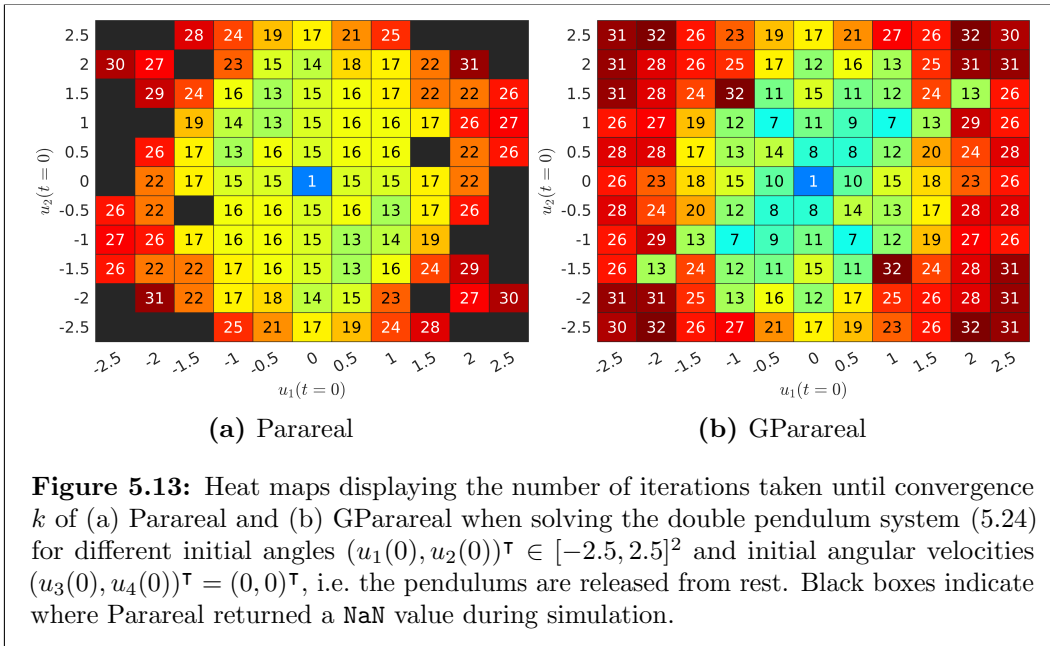 2.5 28 24 19 17 21 25
2 30 27 23 15 14 18 17 22 31
1.5 29 24 16 13 15 16 17 22 22 26
1 19 14 13 15 16 16 17 26 27
0.5 26 17 13 16 15 16 16 22 26
0 22 17 15 15 1 15 15 17 22
-0.5 26 22 16 16 15 16 13 17 26
-1 27 26 17 16 16 15 13 14 19
-1.5 26 22 22 17 16 15 13 16 24 29
-2 31 22 17 18 14 15 23 27 30
-2.5 25 21 17 19 24 28
-2.5 -2 -1.5 -1 -0.5 0 0.5 1 1.5 2 2.5
u₂(t = 0)
u₁(t = 0)
(a) Parareal
2.5 31 32 26 23 19 17 21 27 26 32 30
2 31 28 26 25 17 12 16 13 25 31 31
1.5 31 28 24 32 11 15 11 12 24 13 26
1 26 27 19 12 7 11 9 7 13 29 26
0.5 28 28 17 13 14 8 8 12 20 24 28
0 26 23 18 15 10 1 10 15 18 23 26
-0.5 28 24 20 12 8 8 14 13 17 28 28
-1 26 29 13 7 9 11 7 12 19 27 26
-1.5 26 13 24 12 11 15 11 32 24 28 31
-2 31 31 25 13 16 12 17 25 26 28 31
-2.5 30 32 26 27 21 17 19 23 26 32 31
-2.5 -2 -1.5 -1 -0.5 0 0.5 1 1.5 2 2.5
u₂(t = 0)
u₁(t = 0)
(b) GParareal
Figure 5.13: Heat maps displaying the number of iterations taken until convergence
k of (a) Parareal and (b) GParareal when solving the double pendulum system (5.24)
for different initial angles (u₁(0), u₂(0))ᵀ ∈ [−2.5, 2.5]² and initial angular velocities
(u₃(0), u₄(0))ᵀ = (0, 0)ᵀ, i.e. the pendulums are released from rest. Black boxes indicate
where Parareal returned a NaN value during simulation.